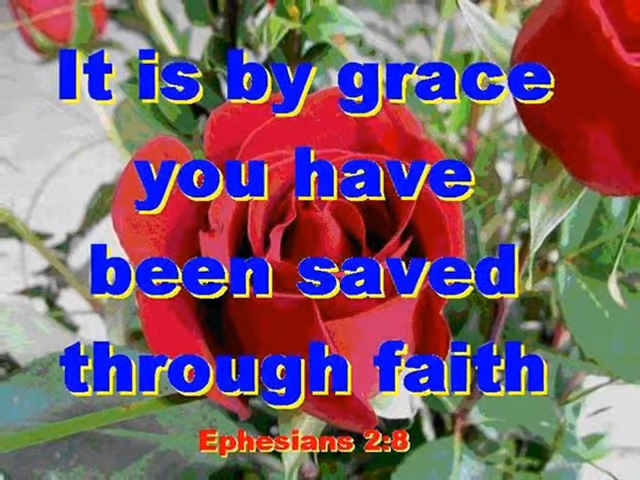 It is by grace
you have
been saved
through faith
Ephesians 2:8